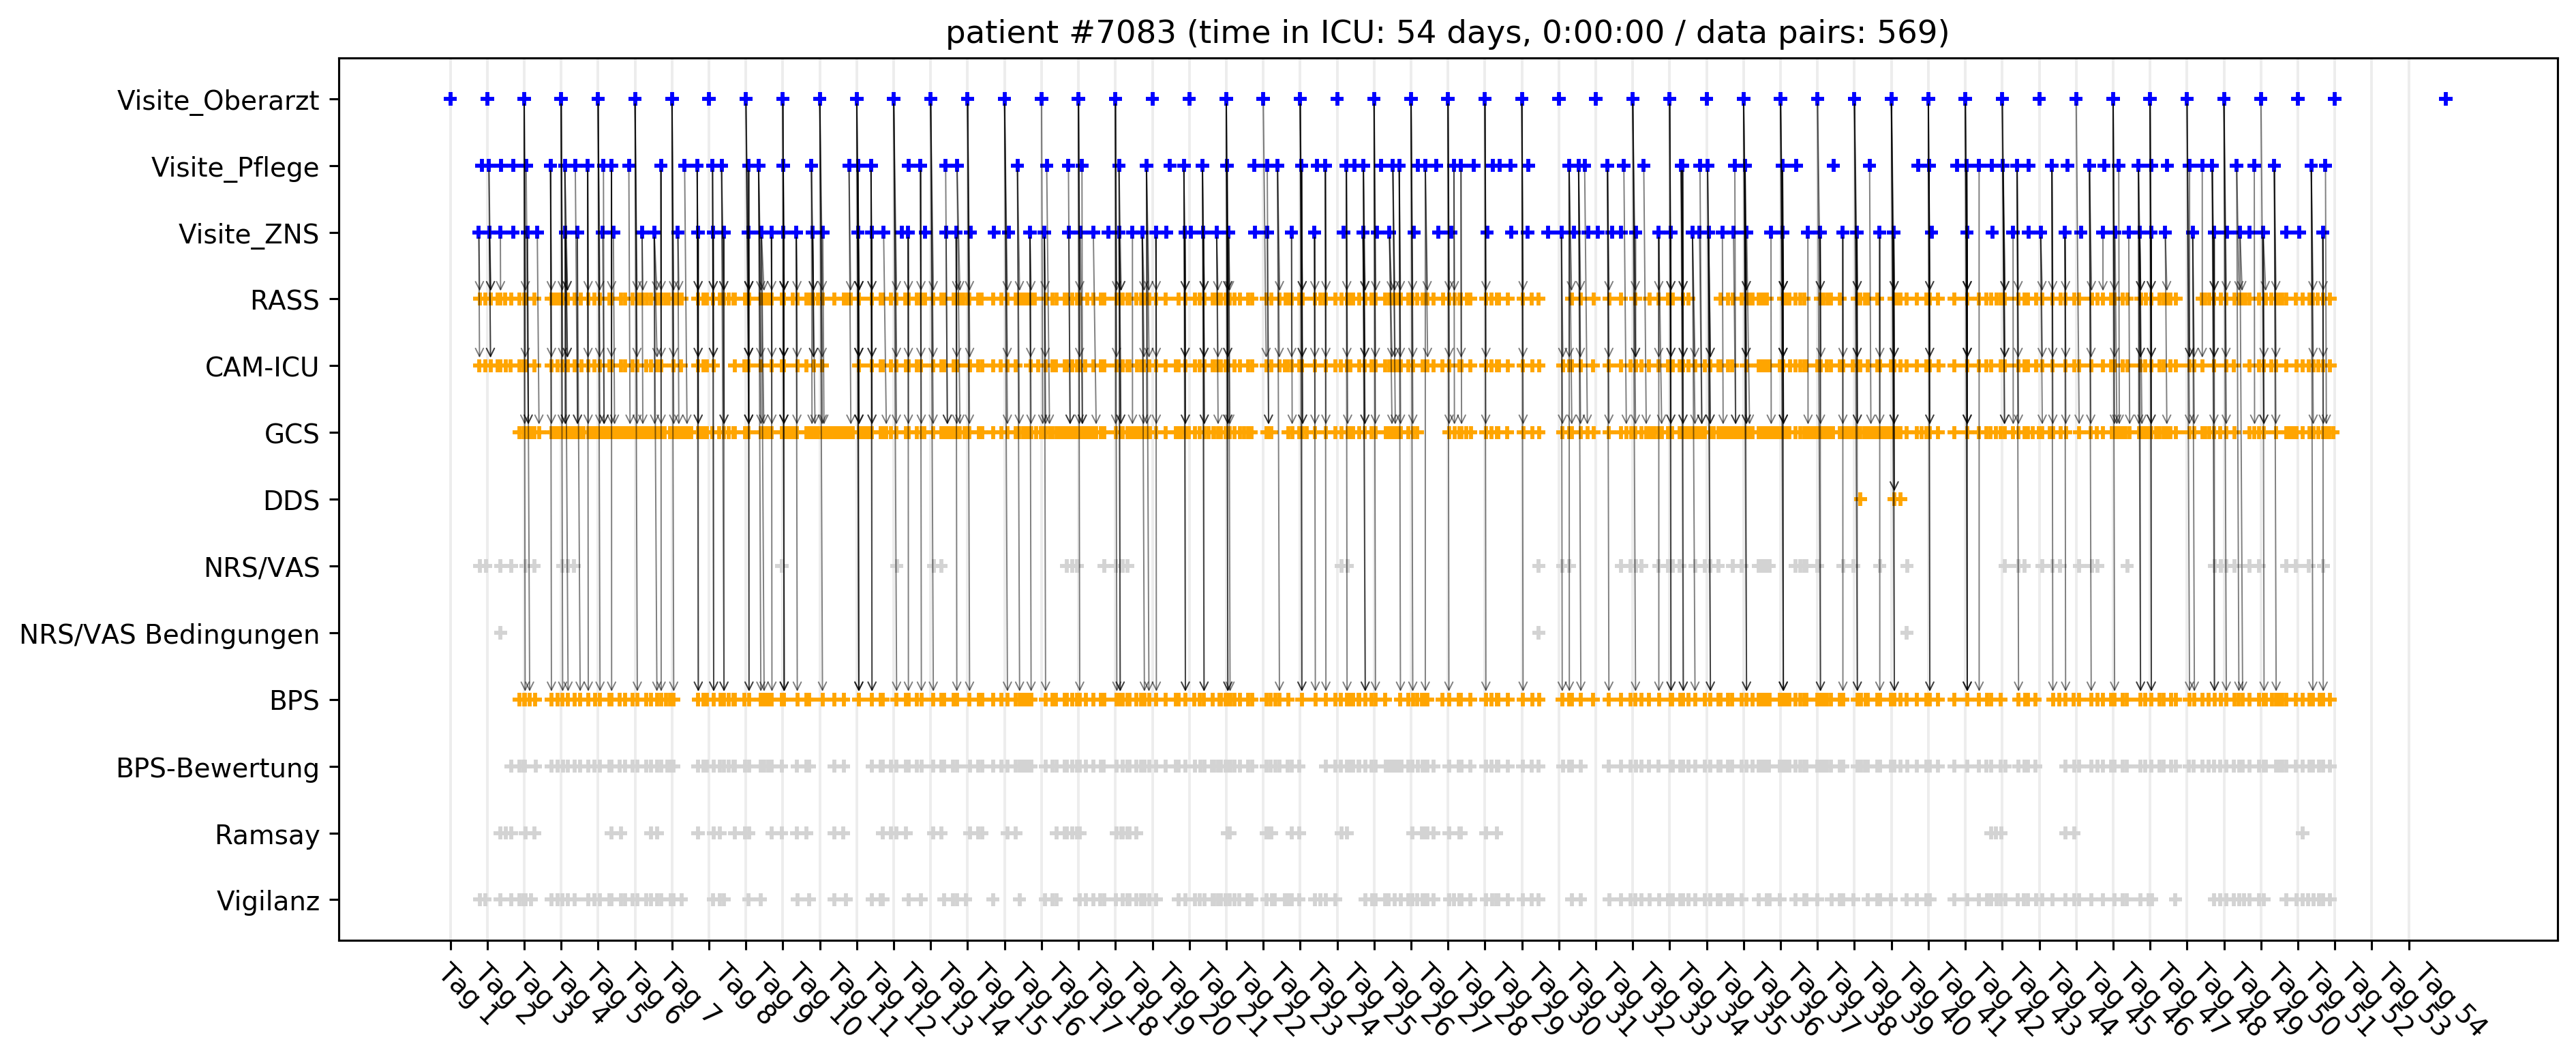 patient #7083 (time in ICU: 54 days, 0:00:00 / data pairs: 569)
Visite_Oberarzt
Visite_Pflege
Visite_ZNS
RASS
CAM-ICU
GCS
DDS
NRS/VAS
NRS/VAS Bedingungen
BPS
BPS-Bewertung
Ramsay
Vigilanz
Tag 1
Tag 2
Tag 3
Tag 4
Tag 5
Tag 6
Tag 7
Tag 8
Tag 9
Tag 10
Tag 11
Tag 12
Tag 13
Tag 14
Tag 15
Tag 16
Tag 17
Tag 18
Tag 19
Tag 20
Tag 21
Tag 22
Tag 23
Tag 24
Tag 25
Tag 26
Tag 27
Tag 28
Tag 29
Tag 30
Tag 31
Tag 32
Tag 33
Tag 34
Tag 35
Tag 36
Tag 37
Tag 38
Tag 39
Tag 40
Tag 41
Tag 42
Tag 43
Tag 44
Tag 45
Tag 46
Tag 47
Tag 48
Tag 49
Tag 50
Tag 51
Tag 52
Tag 53
Tag 54